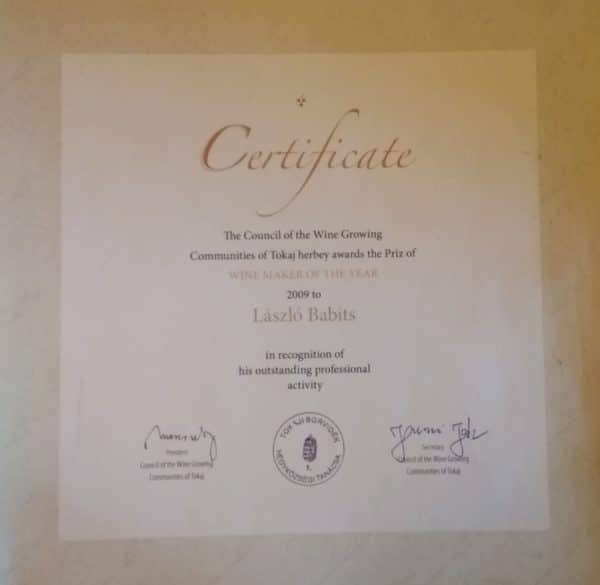 Certificate
The Council of the Wine Growing
Communities of Tokaj herbey awards the Priz of
WINE MAKER OF THE YEAR
2009 to
László Babits
in recognition of
his outstanding professional
activity
President
Council of the Wine Growing
Communities of Tokaj
TOKAJI BORVIDÉK
HEGYKÖZSÉGI TANÁCSA
1.
Secretary
Council of the Wine Growing
Communities of Tokaj